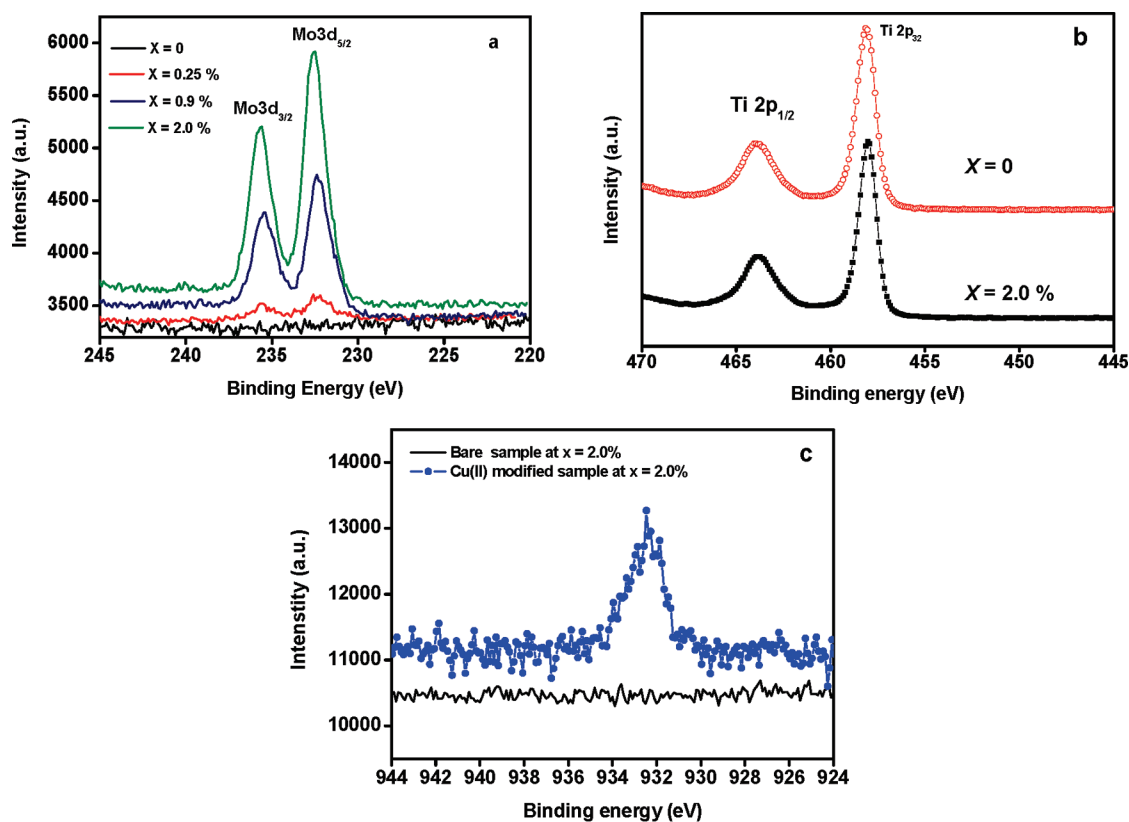 a
X = 0
X = 0.25 %
X = 0.9 %
X = 2.0 %
Mo3d5/2
Mo3d3/2
6000
5500
5000
4500
4000
3500
Intensity (a.u.)
245 240 235 230 225 220
Binding Energy (eV)
b
Ti 2p32
Ti 2p1/2
X = 0
X = 2.0 %
Intensity (a.u.)
470 465 460 455 450 445
Binding energy (eV)
c
Bare sample at x = 2.0%
Cu(II) modified sample at x = 2.0%
14000
13000
12000
11000
10000
Intenstity (a.u.)
944 942 940 938 936 934 932 930 928 926 924
Binding energy (eV)